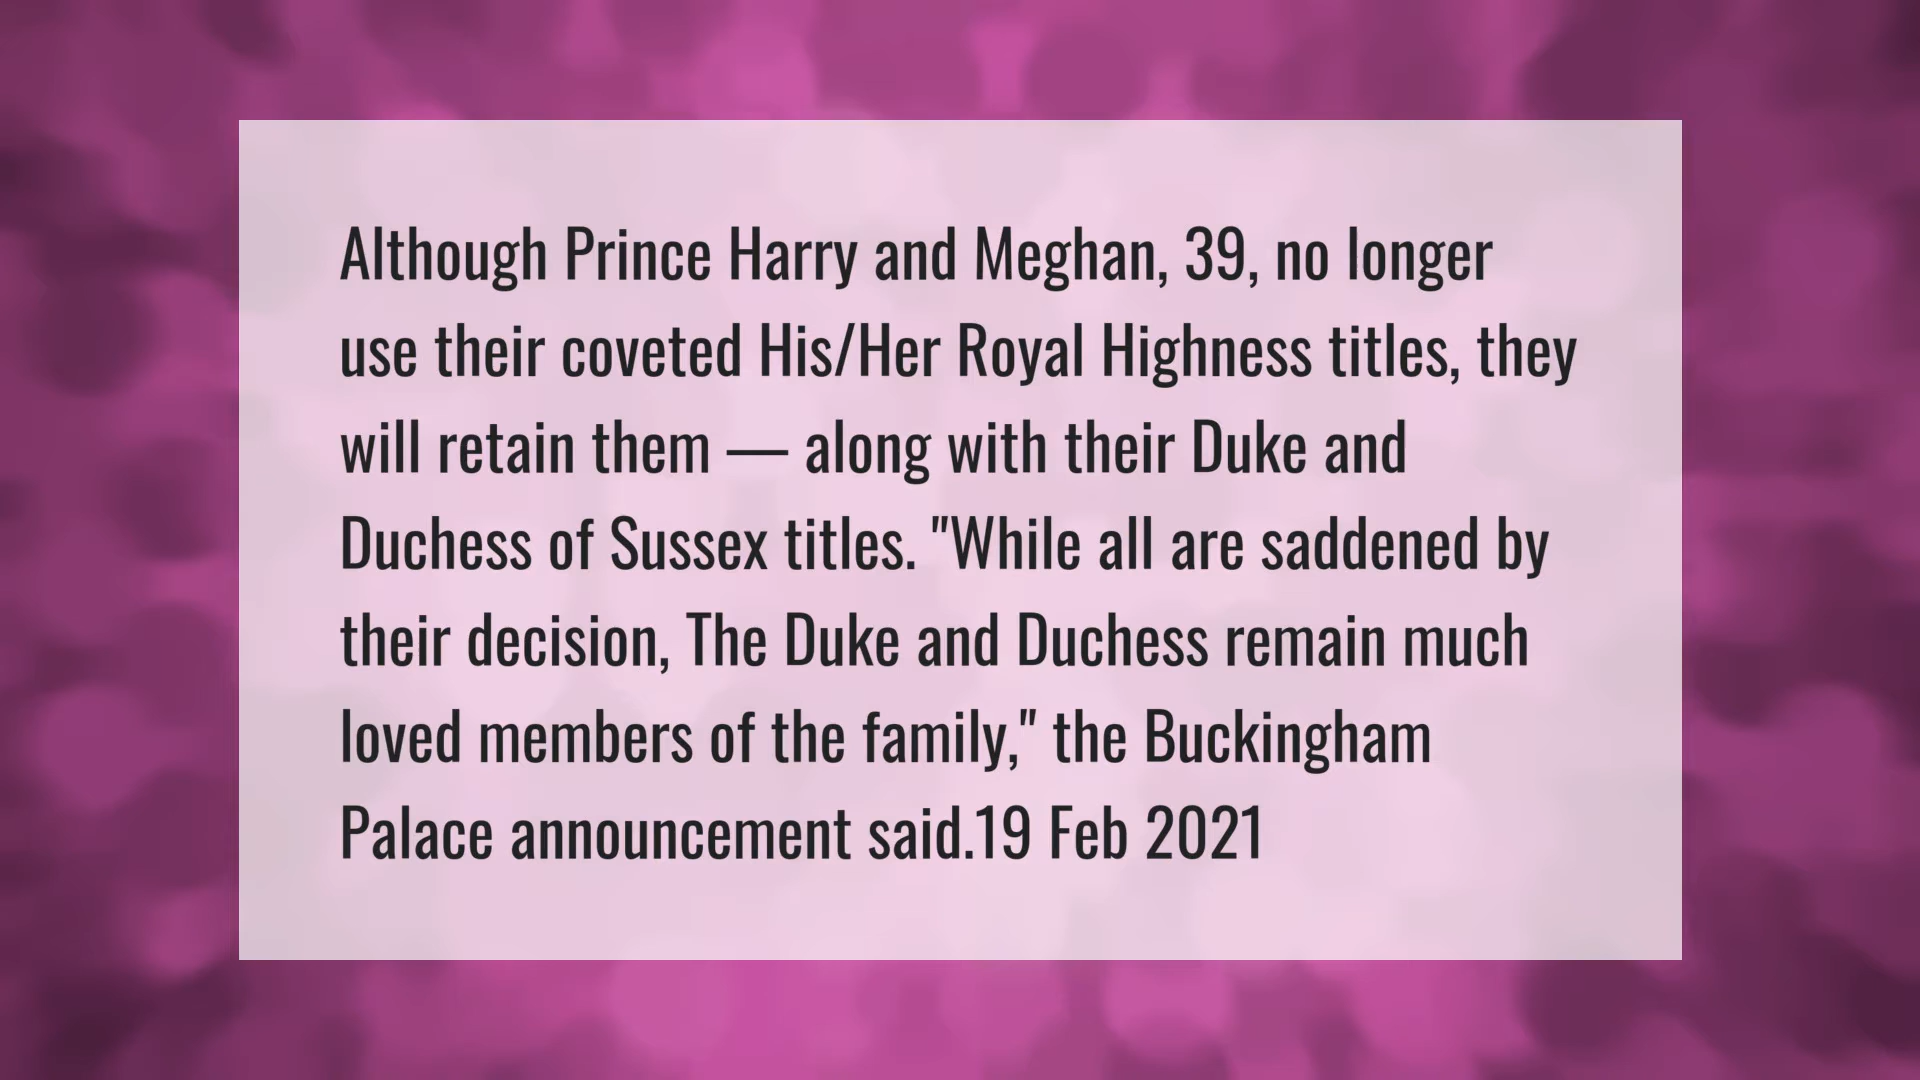 Although Prince Harry and Meghan, 39, no longer
use their coveted His/Her Royal Highness titles, they
will retain them — along with their Duke and
Duchess of Sussex titles. "While all are saddened by
their decision, The Duke and Duchess remain much
loved members of the family," the Buckingham
Palace announcement said.19 Feb 2021